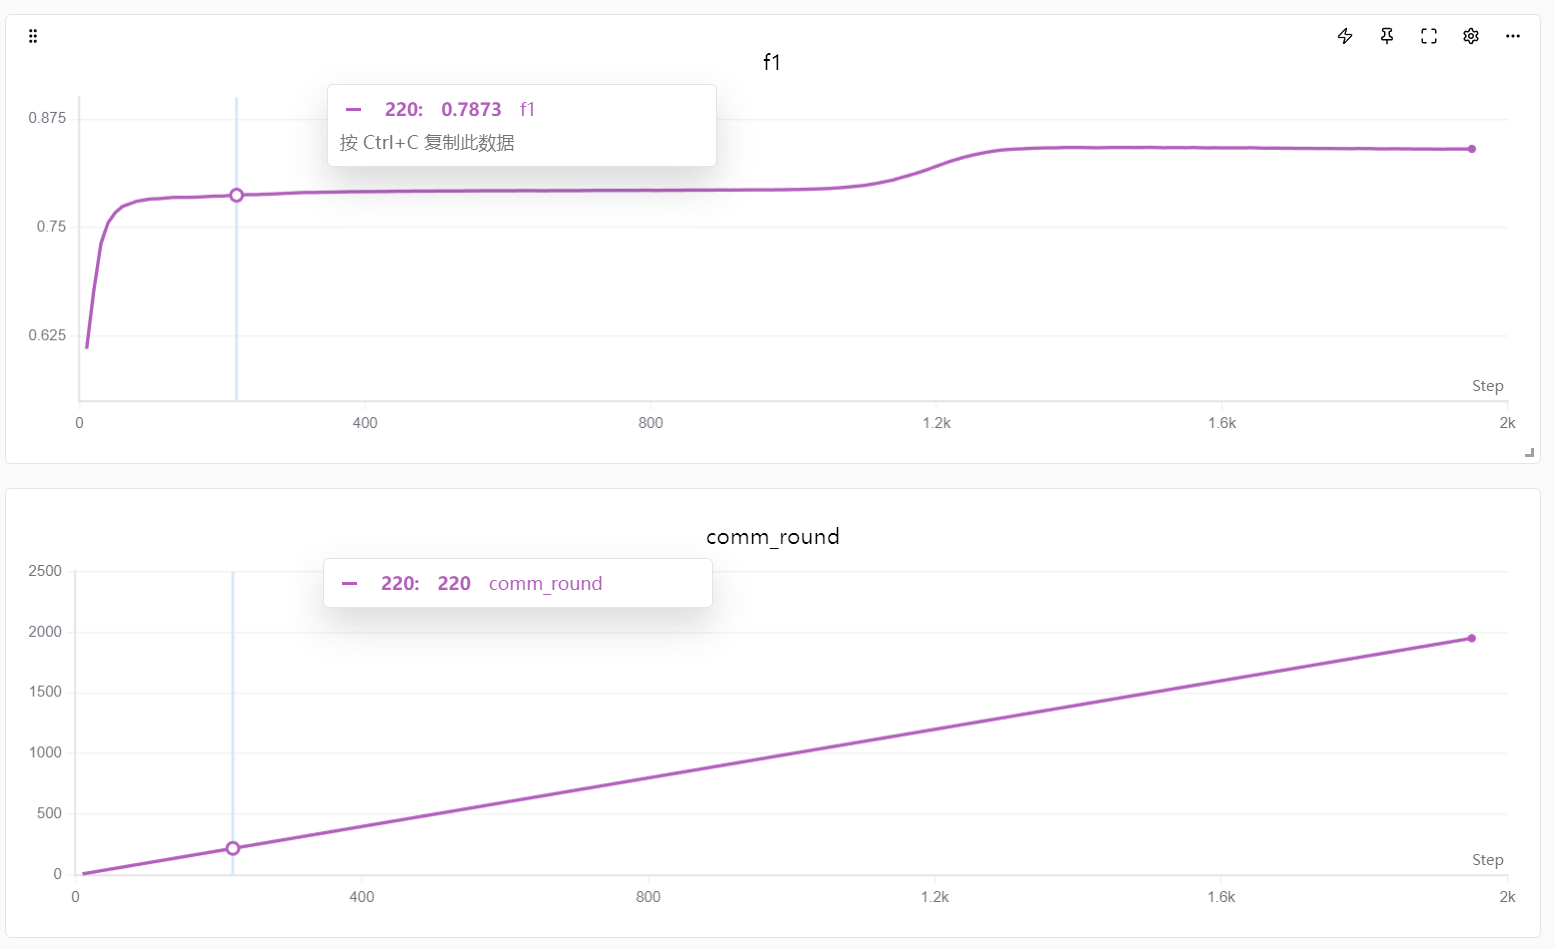 f1
220: 0.7873 f1
按 Ctrl+C 复制此数据
0.875
0.75
0.625
Step
0 400 800 1.2k 1.6k 2k
comm_round
220: 220 comm_round
2500
2000
1500
1000
500
0
Step
0 400 800 1.2k 1.6k 2k